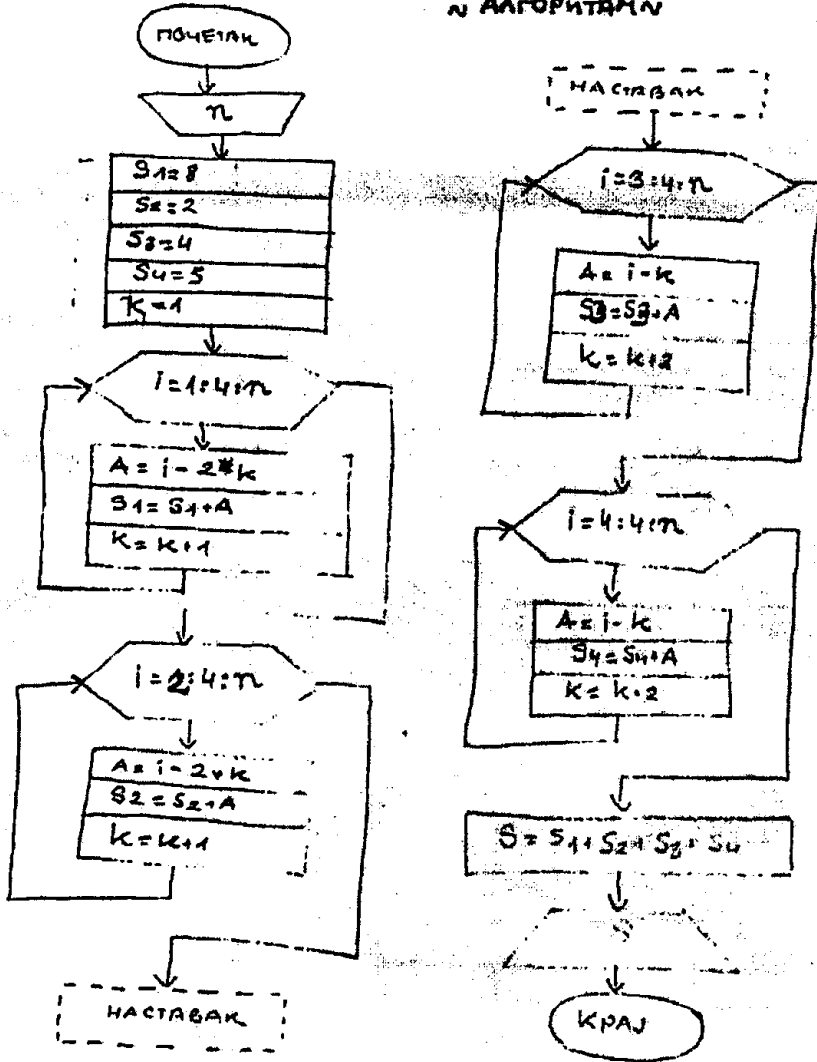 ~ АЛГОРИТАМ ~
ПОЧЕТАК
n
S1=8
S2=2
S3=4
S4=5
K=1
i=1:4:n
A = i - 2*k
S1 = S1+A
K = K+1
i=2:4:n
A = i - 2*k
S2 = S2+A
K = K+1
НАСТАВАК
НАСТАВАК
i=3:4:n
A = i - k
S3=S3+A
k = k+2
i=4:4:n
A = i - k
S4=S4+A
k = k+2
S = S1+S2+S3+S4
КРАЈ